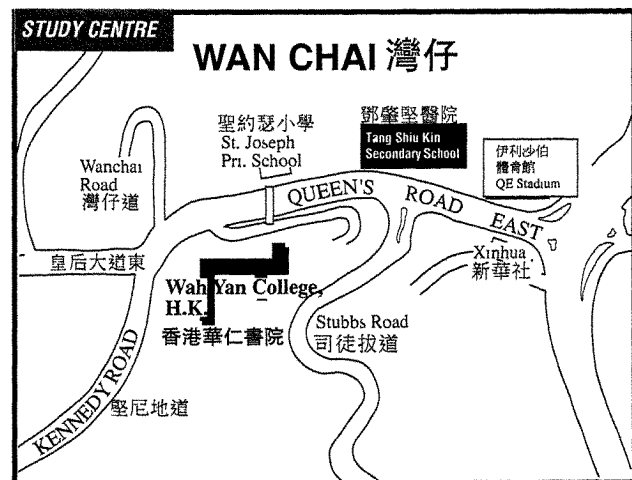 STUDY CENTRE
WAN CHAI 灣仔
聖約瑟小學
St. Joseph
Pri. School
鄧肇堅醫院
Tang Shiu Kin
Secondary School
伊利沙伯
體育館
QE Stadium
Wanchai
Road
灣仔道
QUEEN'S ROAD EAST
皇后大道東
Xinhua
新華社
Wah Yan College,
H.K.
香港華仁書院
Stubbs Road
司徒拔道
KENNEDY ROAD
堅尼地道